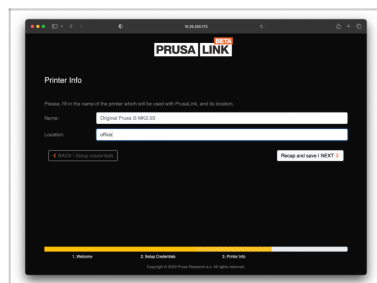 10.25.233.173
BETA
PRUSA LINK
Printer Info
Please, fill in the name of the printer which will be used with PrusaLink, and its location.
Name:
Original Prusa i3 MK2.5S
Location:
office
< BACK | Setup credentials
Recap and save | NEXT >
1. Welcome
2. Setup Credentials
3. Printer Info
Copyright © 2020 Prusa Research a.s. All rights reserved.